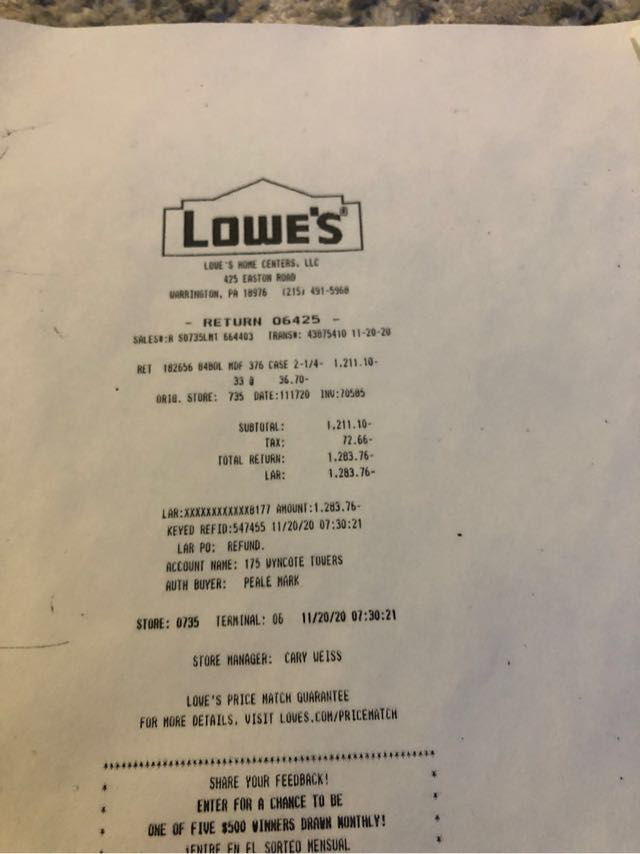 LOWE'S®
LOWE'S HOME CENTERS, LLC
425 EASTON ROAD
WARRINGTON, PA 18976 (215) 491-5960
- RETURN 06425 -
SALES#:R S0735LM1 664403 TRANS#: 43875410 11-20-20
RET 182656 84BOL MDF 376 CASE 2-1/4- 1,211.10-
33 @ 36.70-
ORIG. STORE: 735 DATE:111720 INV:70585
SUBTOTAL: 1,211.10-
TAX: 72.66-
TOTAL RETURN: 1,283.76-
LAR: 1,283.76-
LAR:XXXXXXXXXXXX8177 AMOUNT:1,283.76-
KEYED REFID:547455 11/20/20 07:30:21
LAR PO: REFUND.
ACCOUNT NAME: 175 WYNCOTE TOWERS
AUTH BUYER: PEALE MARK
STORE: 0735 TERMINAL: 06 11/20/20 07:30:21
STORE MANAGER: CARY WEISS
LOWE'S PRICE MATCH GUARANTEE
FOR MORE DETAILS, VISIT LOWES.COM/PRICEMATCH
****************************************************
* SHARE YOUR FEEDBACK! *
* ENTER FOR A CHANCE TO BE *
* ONE OF FIVE $500 WINNERS DRAWN MONTHLY! *
* ¡ENTRE EN EL SORTEO MENSUAL *